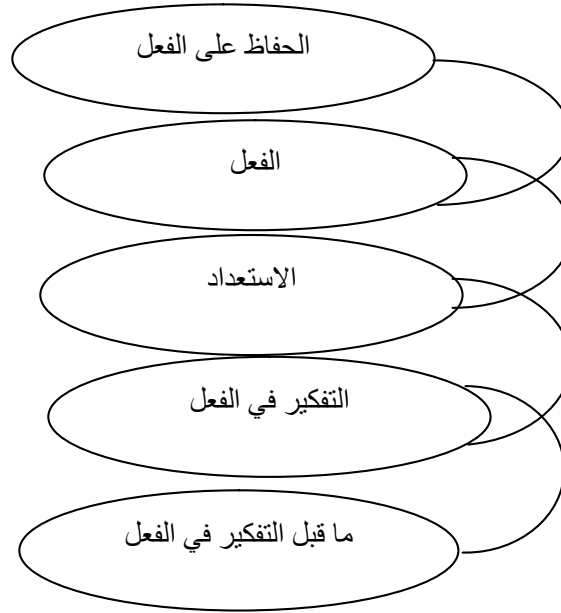 الحفاظ على الفعل
الفعل
الاستعداد
التفكير في الفعل
ما قبل التفكير في الفعل